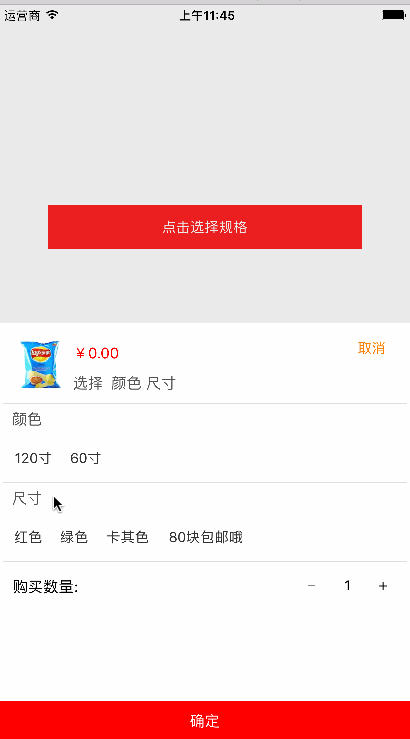 运营商 上午11:45
点击选择规格
¥0.00 取消
选择 颜色 尺寸
颜色
120寸 60寸
尺寸
红色 绿色 卡其色 80块包邮哦
购买数量: − 1 +
确定